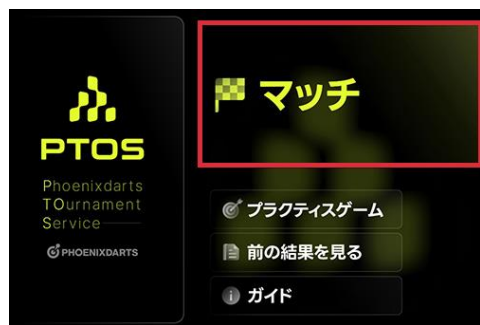 PTOS
Phoenixdarts
TOurnament
Service
PHOENIXDARTS
マッチ
プラクティスゲーム
前の結果を見る
ガイド